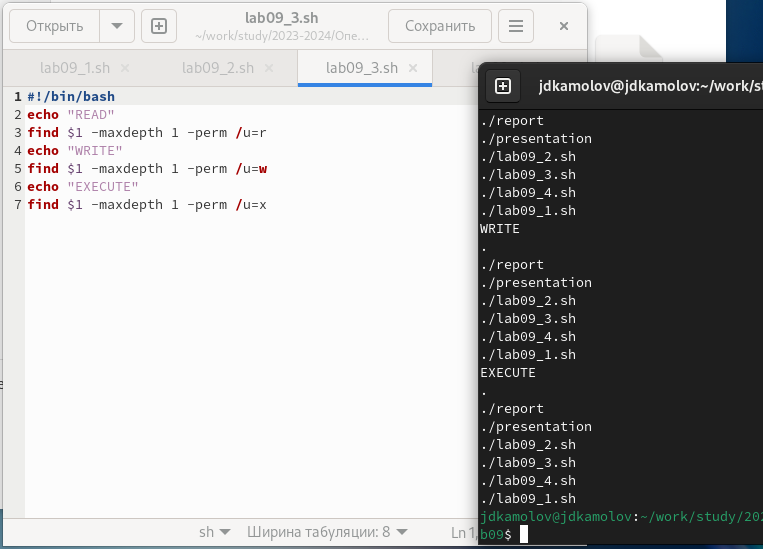 Открыть
lab09_3.sh
~/work/study/2023-2024/One…
Сохранить
lab09_1.sh
lab09_2.sh
lab09_3.sh
1 #!/bin/bash
2 echo "READ"
3 find $1 -maxdepth 1 -perm /u=r
4 echo "WRITE"
5 find $1 -maxdepth 1 -perm /u=w
6 echo "EXECUTE"
7 find $1 -maxdepth 1 -perm /u=x
sh
Ширина табуляции: 8
Ln 1,
jdkamolov@jdkamolov:~/work/st
./report
./presentation
./lab09_2.sh
./lab09_3.sh
./lab09_4.sh
./lab09_1.sh
WRITE
.
./report
./presentation
./lab09_2.sh
./lab09_3.sh
./lab09_4.sh
./lab09_1.sh
EXECUTE
.
./report
./presentation
./lab09_2.sh
./lab09_3.sh
./lab09_4.sh
./lab09_1.sh
jdkamolov@jdkamolov:~/work/study/202
b09$